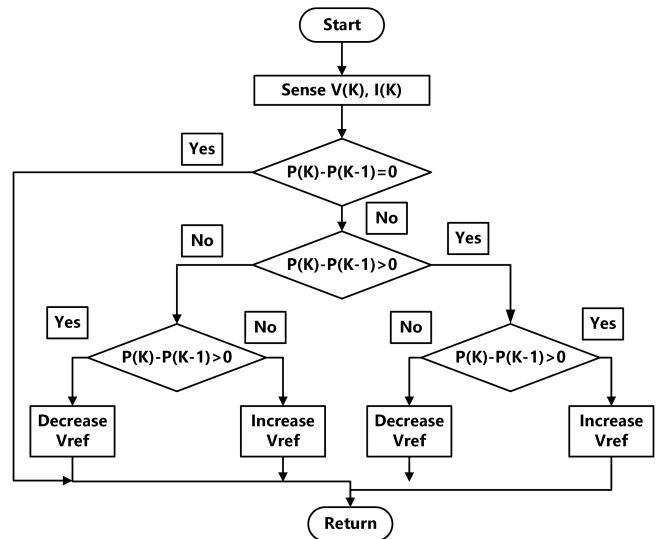 Start
Sense V(K), I(K)
Yes
P(K)-P(K-1)=0
No
No
Yes
P(K)-P(K-1)>0
Yes
No
No
Yes
P(K)-P(K-1)>0
P(K)-P(K-1)>0
Decrease
Vref
Increase
Vref
Decrease
Vref
Increase
Vref
Return